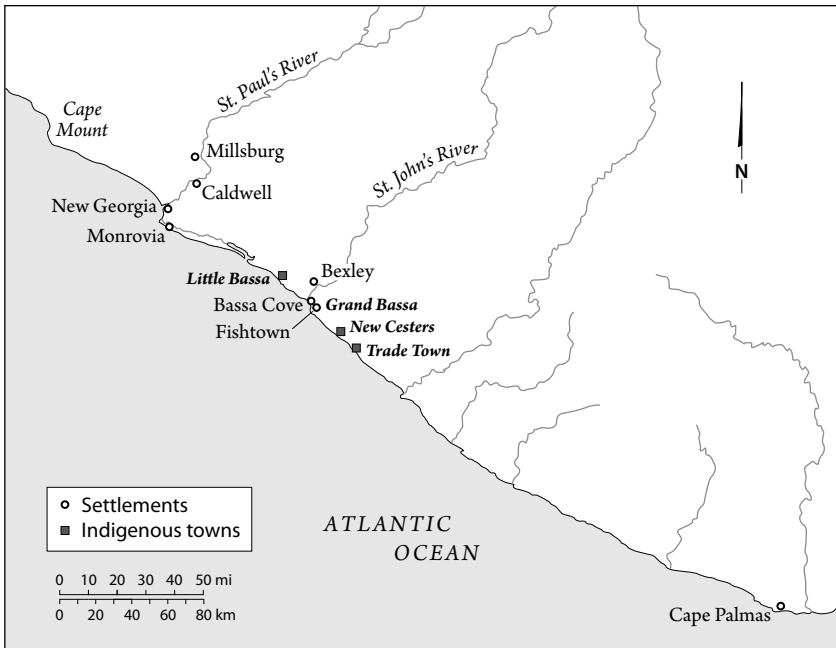 St. Paul's River
Cape
Mount
St. John's River
Millsburg
N
Caldwell
New Georgia
Monrovia
Little Bassa
Bexley
Bassa Cove
Grand Bassa
Fishtown
New Cesters
Trade Town
Settlements
Indigenous towns
ATLANTIC
OCEAN
0 10 20 30 40 50 mi
0 20 40 60 80 km
Cape Palmas